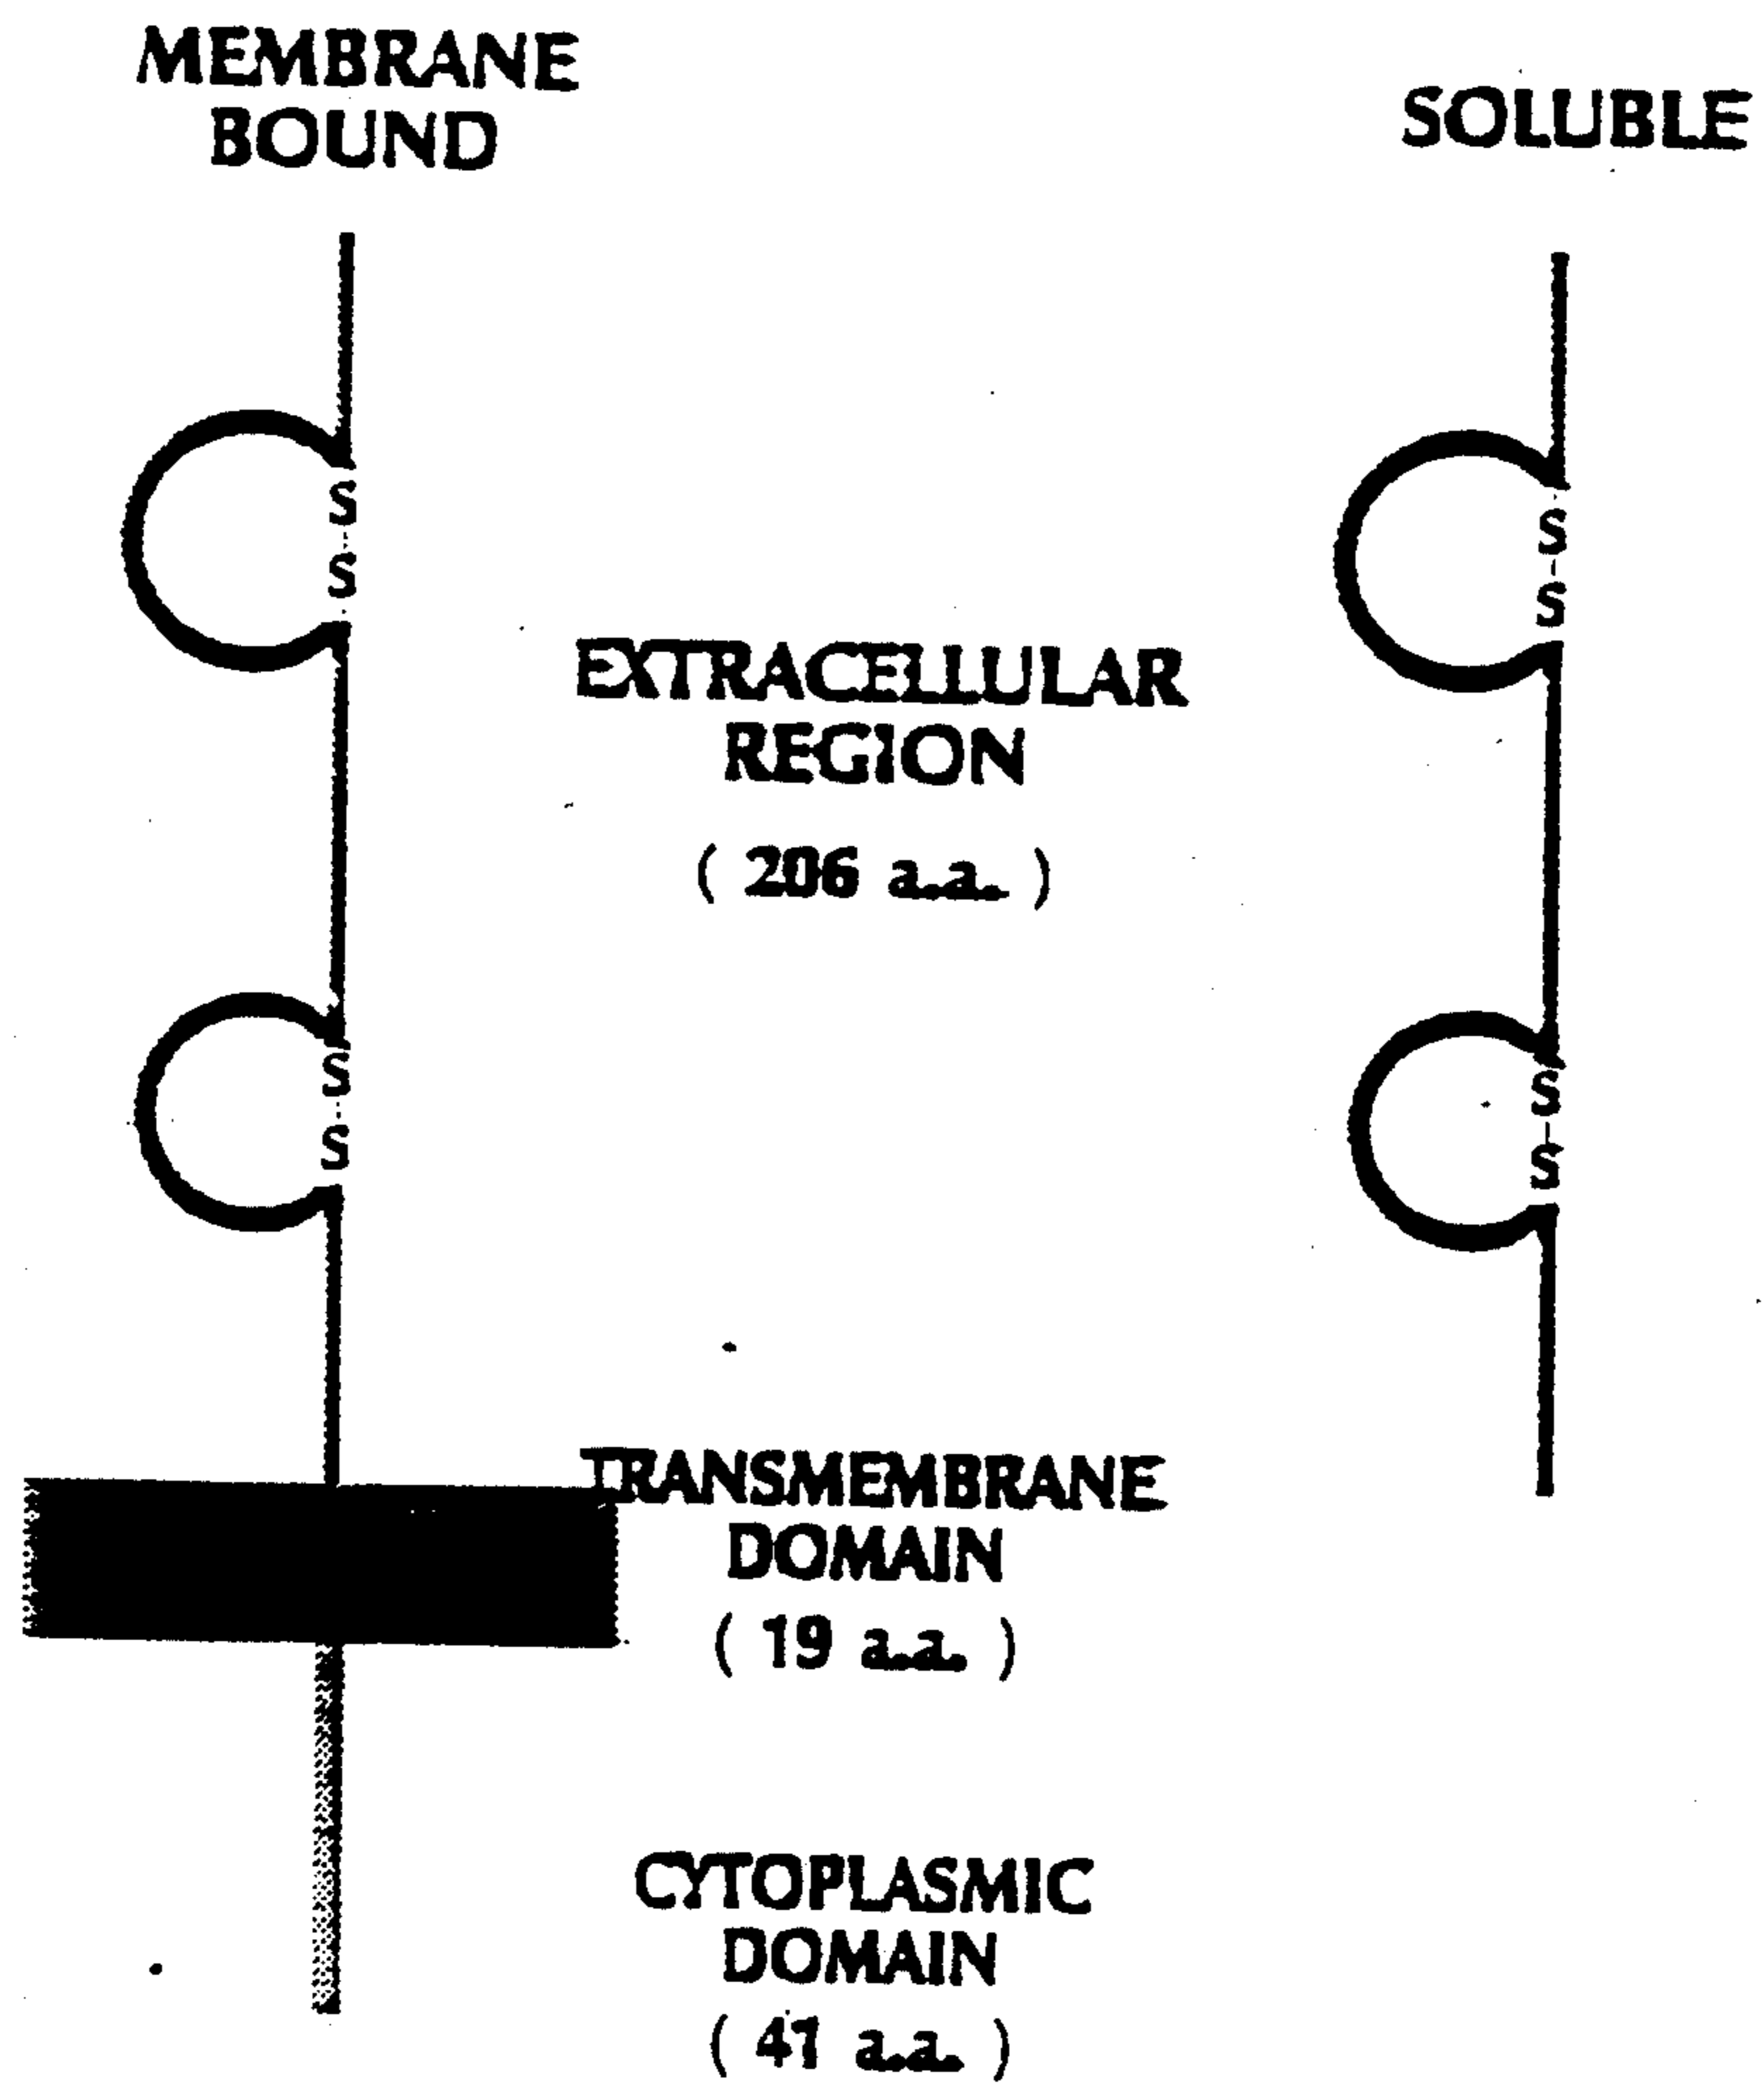 MEMBRANE
BOUND
SOLUBLE
S
S
S
S
EXTRACELLULAR
REGION
( 206 a.a. )
S
S
S
S
TRANSMEMBRANE
DOMAIN
( 19 a.a. )
CYTOPLASMIC
DOMAIN
( 41 a.a. )